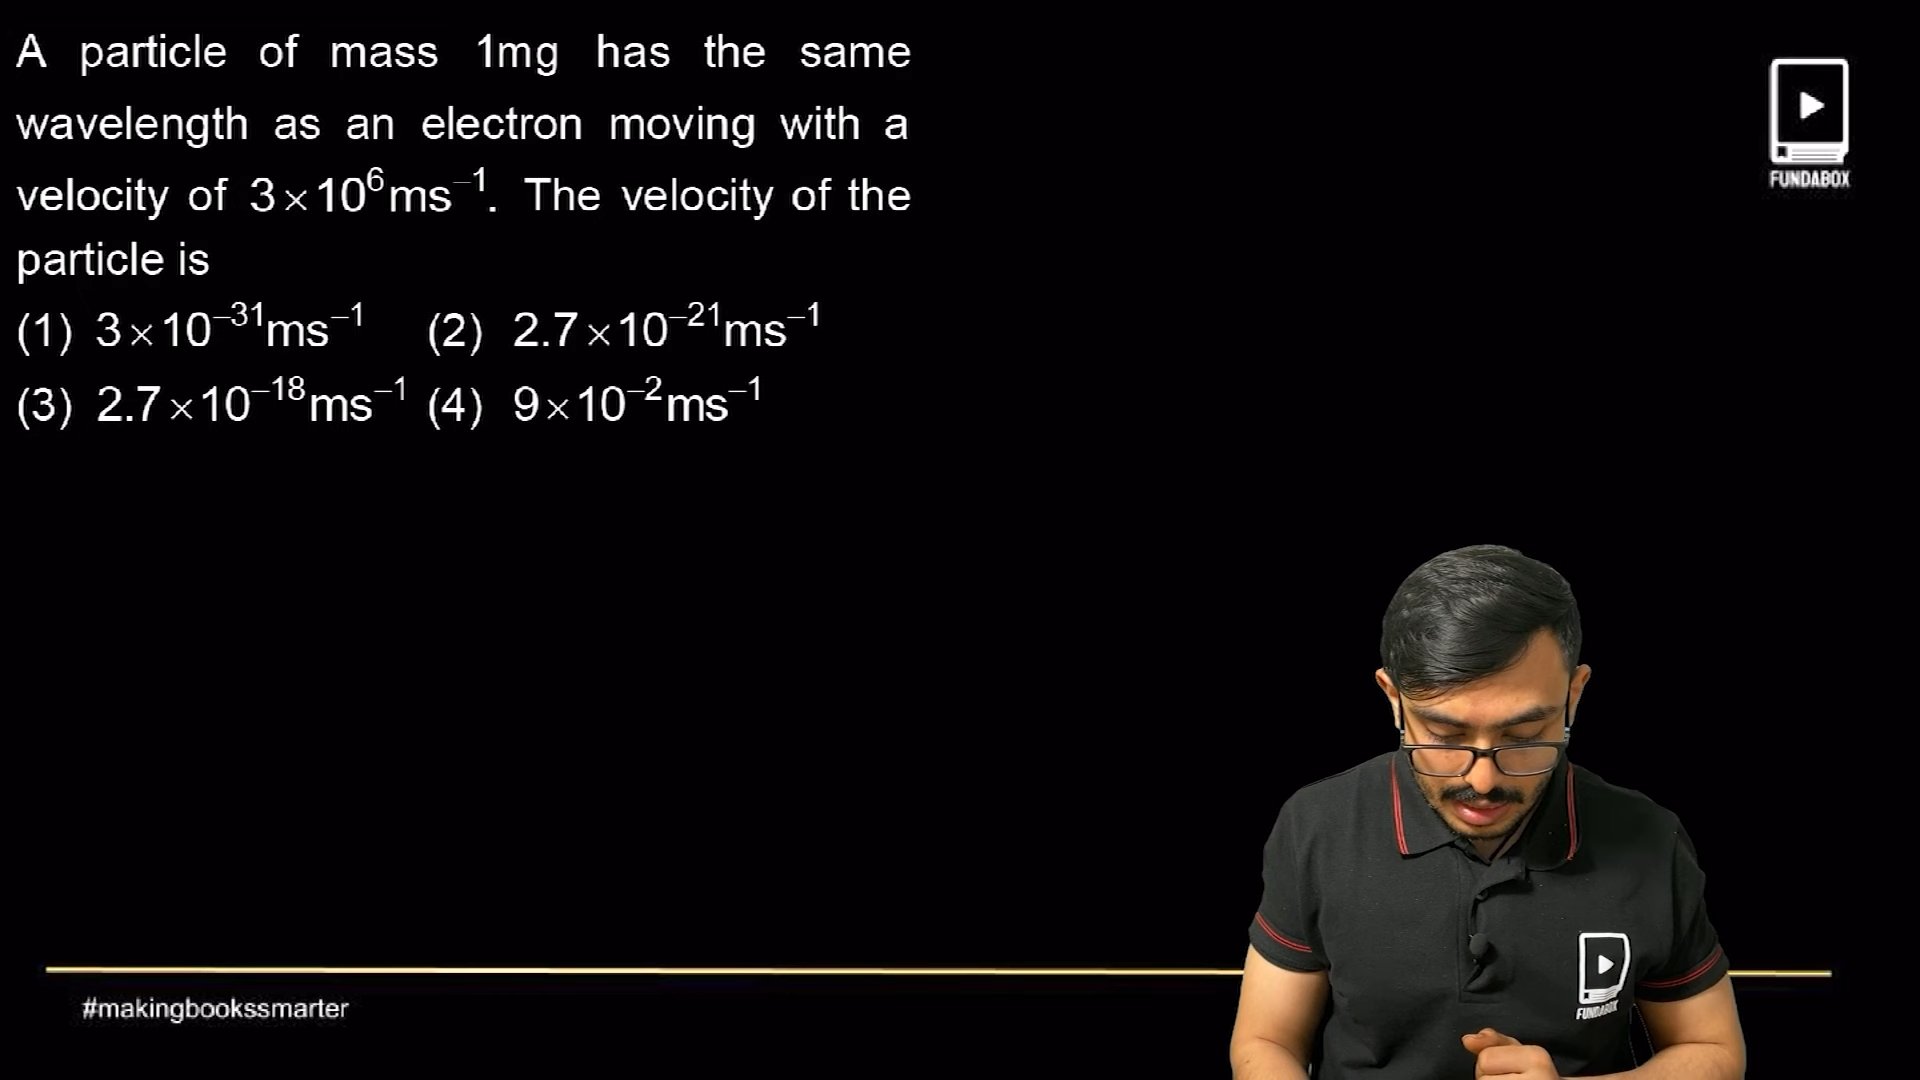 A particle of mass 1mg has the same
wavelength as an electron moving with a
velocity of 3×10⁶ms⁻¹. The velocity of the
particle is
(1) 3×10⁻³¹ms⁻¹ (2) 2.7×10⁻²¹ms⁻¹
(3) 2.7×10⁻¹⁸ms⁻¹ (4) 9×10⁻²ms⁻¹
FUNDABOX
FUNDABOX
#makingbookssmarter